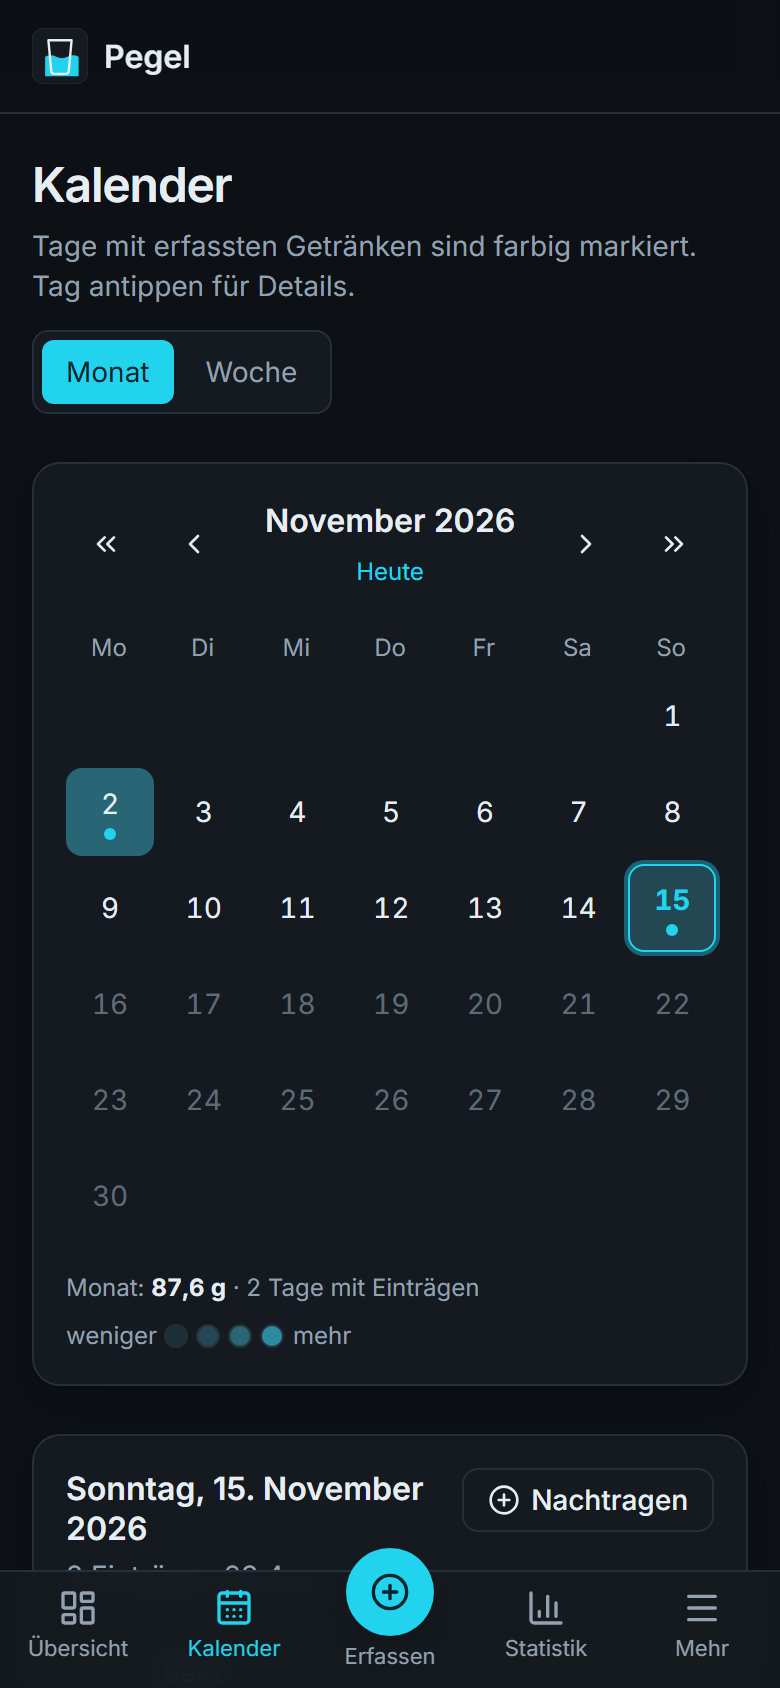 Pegel
Kalender
Tage mit erfassten Getränken sind farbig markiert.
Tag antippen für Details.
Monat Woche
November 2026
Heute
Mo Di Mi Do Fr Sa So
1
2 3 4 5 6 7 8
9 10 11 12 13 14 15
16 17 18 19 20 21 22
23 24 25 26 27 28 29
30
Monat: 87,6 g · 2 Tage mit Einträgen
weniger mehr
Sonntag, 15. November
2026
Nachtragen
Übersicht Kalender Erfassen Statistik Mehr